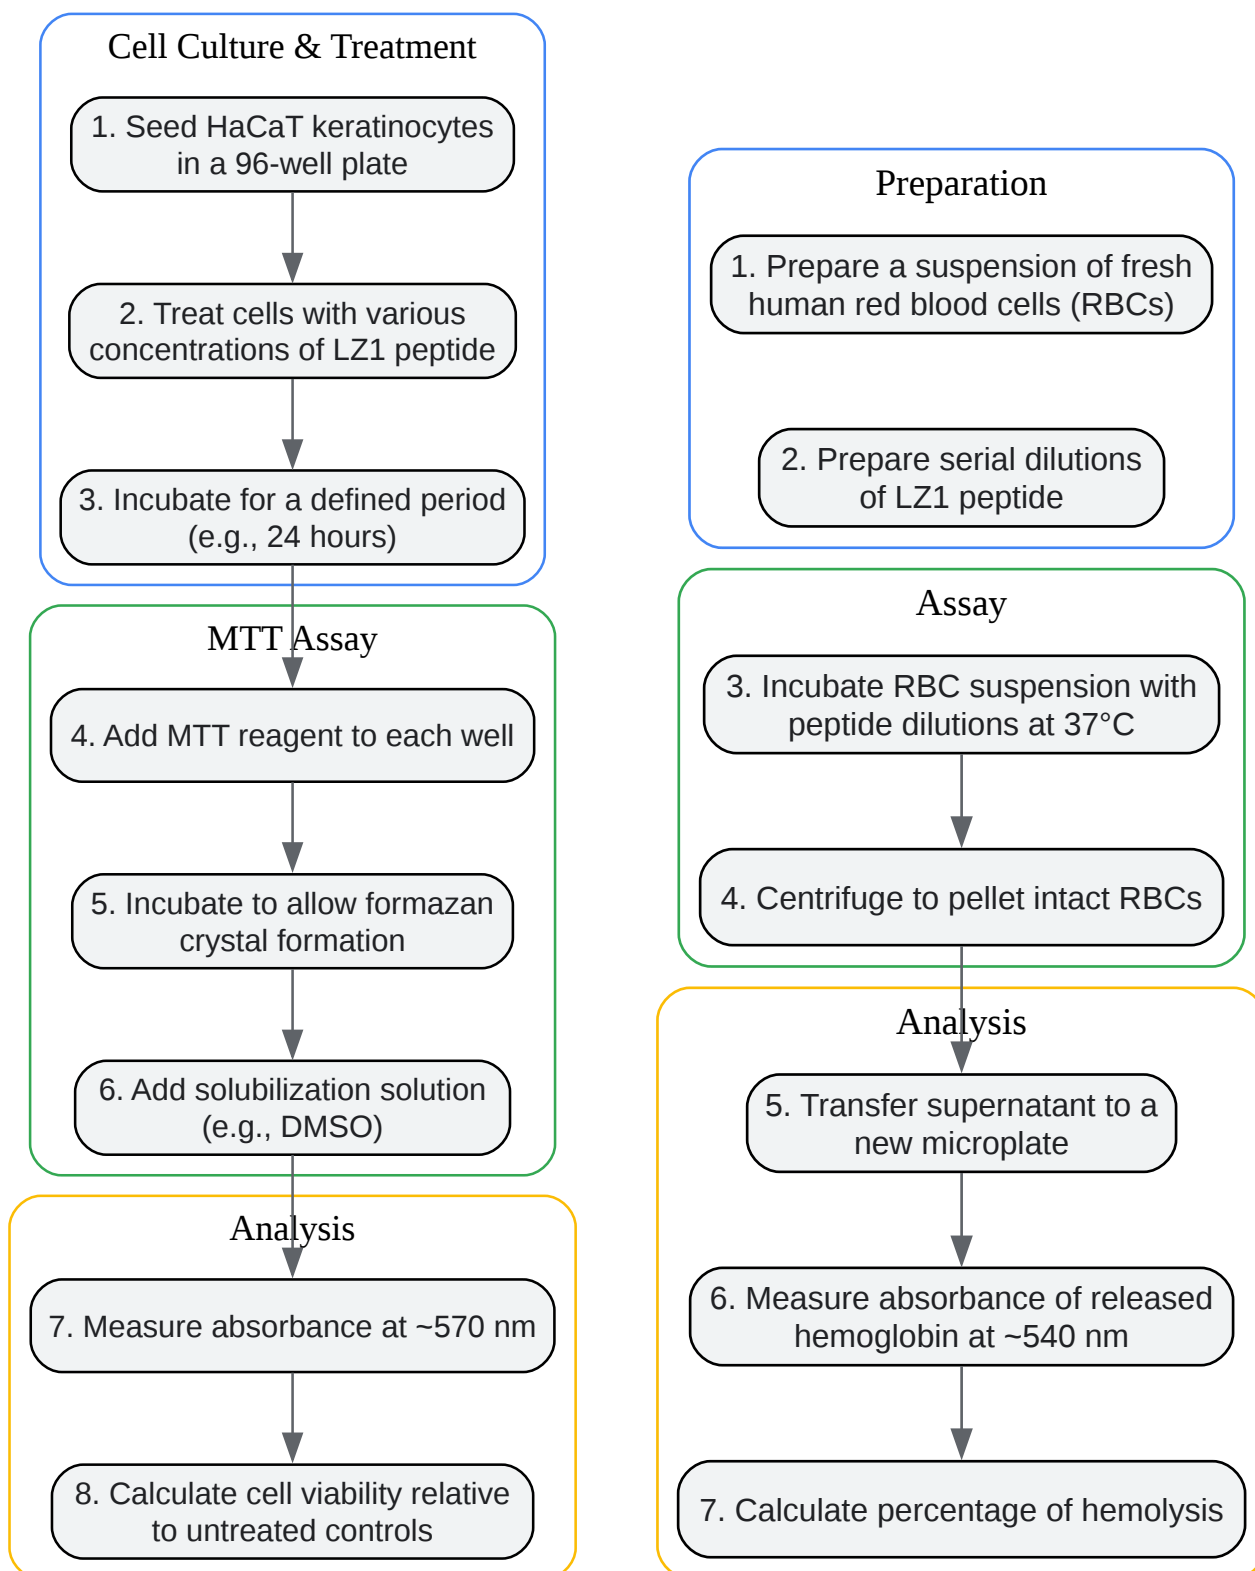 Cell Culture & Treatment
1. Seed HaCaT keratinocytes
in a 96-well plate
2. Treat cells with various
concentrations of LZ1 peptide
3. Incubate for a defined period
(e.g., 24 hours)
MTT Assay
4. Add MTT reagent to each well
5. Incubate to allow formazan
crystal formation
6. Add solubilization solution
(e.g., DMSO)
Analysis
7. Measure absorbance at ~570 nm
8. Calculate cell viability relative
to untreated controls
Preparation
1. Prepare a suspension of fresh
human red blood cells (RBCs)
2. Prepare serial dilutions
of LZ1 peptide
Assay
3. Incubate RBC suspension with
peptide dilutions at 37°C
4. Centrifuge to pellet intact RBCs
Analysis
5. Transfer supernatant to a
new microplate
6. Measure absorbance of released
hemoglobin at ~540 nm
7. Calculate percentage of hemolysis